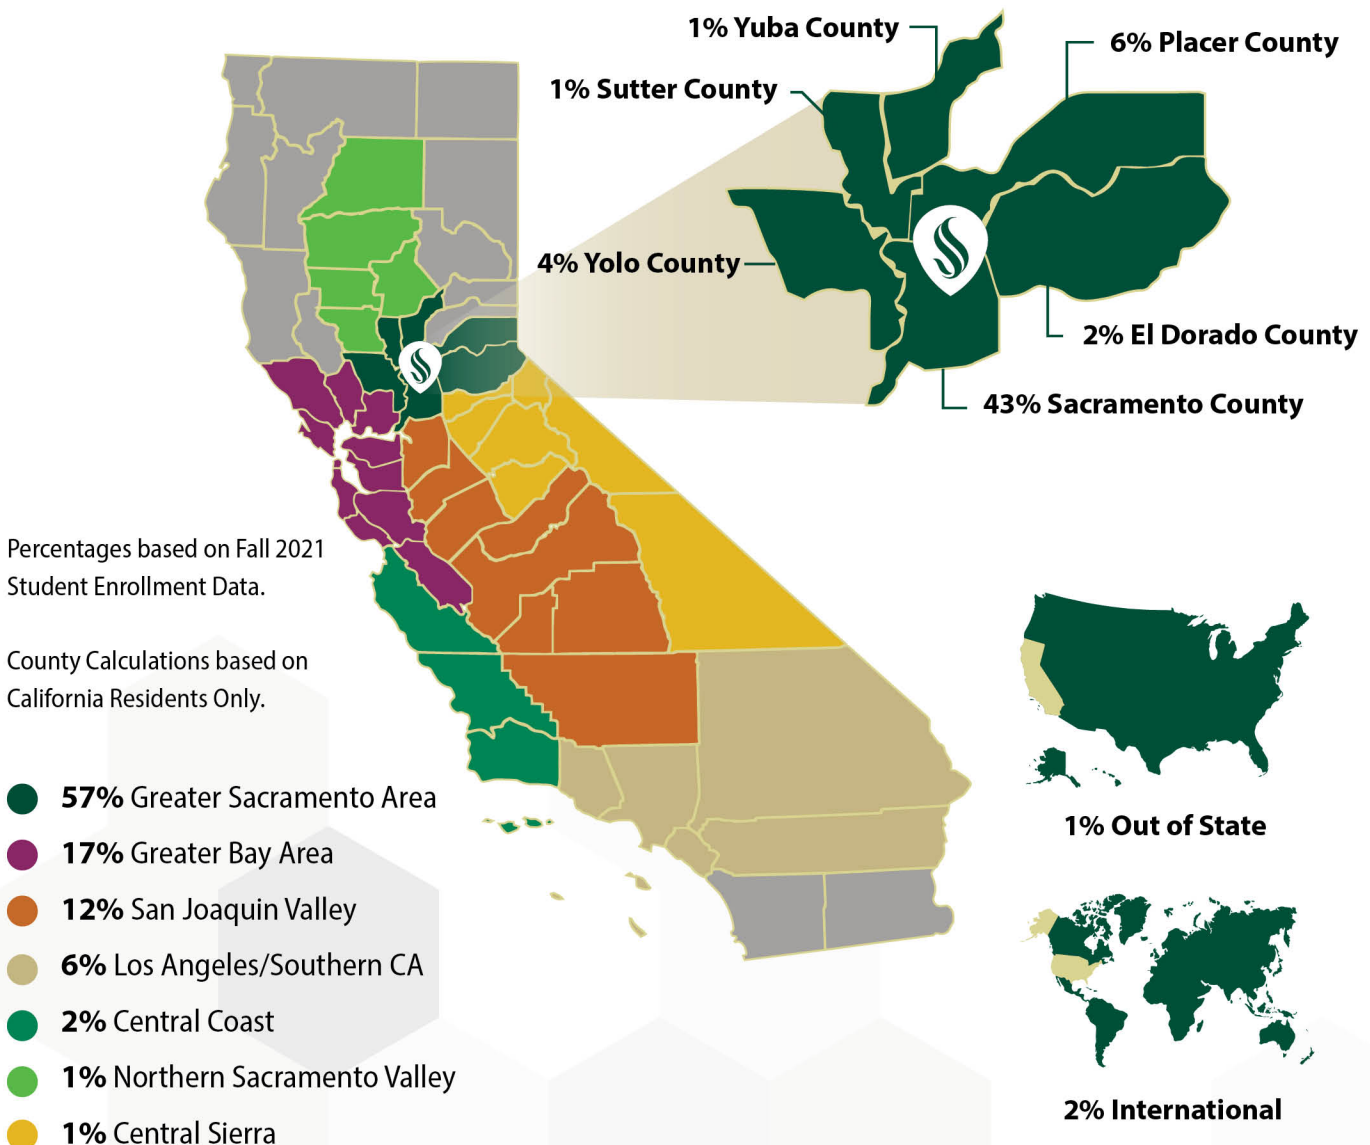 1% Yuba County
6% Placer County
1% Sutter County
4% Yolo County
2% El Dorado County
43% Sacramento County
Percentages based on Fall 2021
Student Enrollment Data.
County Calculations based on
California Residents Only.
57% Greater Sacramento Area
17% Greater Bay Area
12% San Joaquin Valley
6% Los Angeles/Southern CA
2% Central Coast
1% Northern Sacramento Valley
1% Central Sierra
1% Out of State
2% International